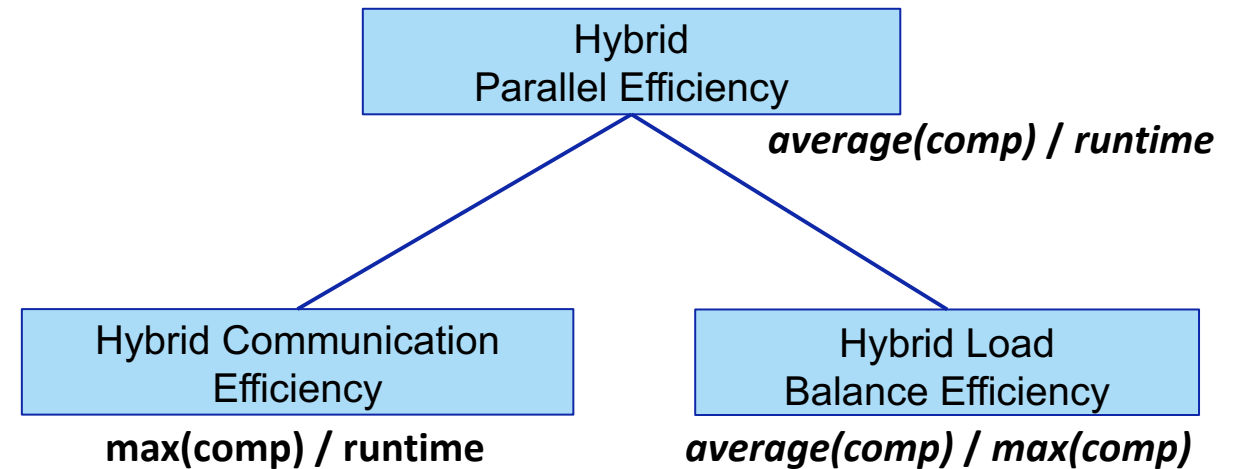 Hybrid
Parallel Efficiency
average(comp) / runtime
Hybrid Communication
Efficiency
max(comp) / runtime
Hybrid Load
Balance Efficiency
average(comp) / max(comp)